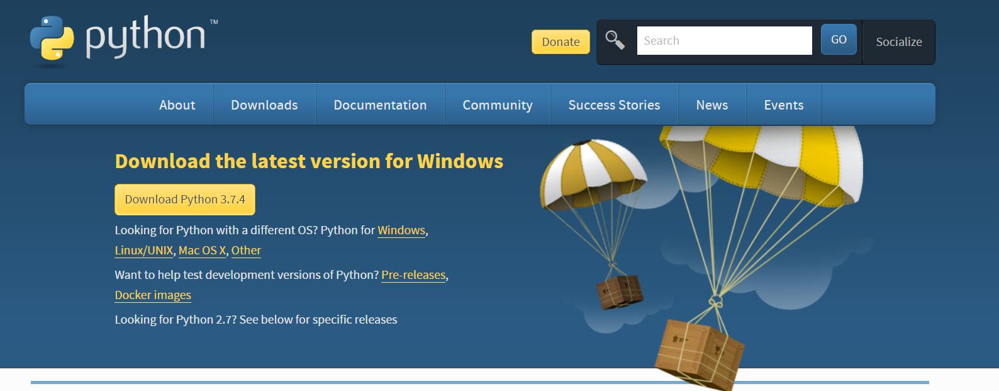 python™
Donate
Search
GO
Socialize
About
Downloads
Documentation
Community
Success Stories
News
Events
Download the latest version for Windows
Download Python 3.7.4
Looking for Python with a different OS? Python for Windows,
Linux/UNIX, Mac OS X, Other
Want to help test development versions of Python? Pre-releases,
Docker images
Looking for Python 2.7? See below for specific releases